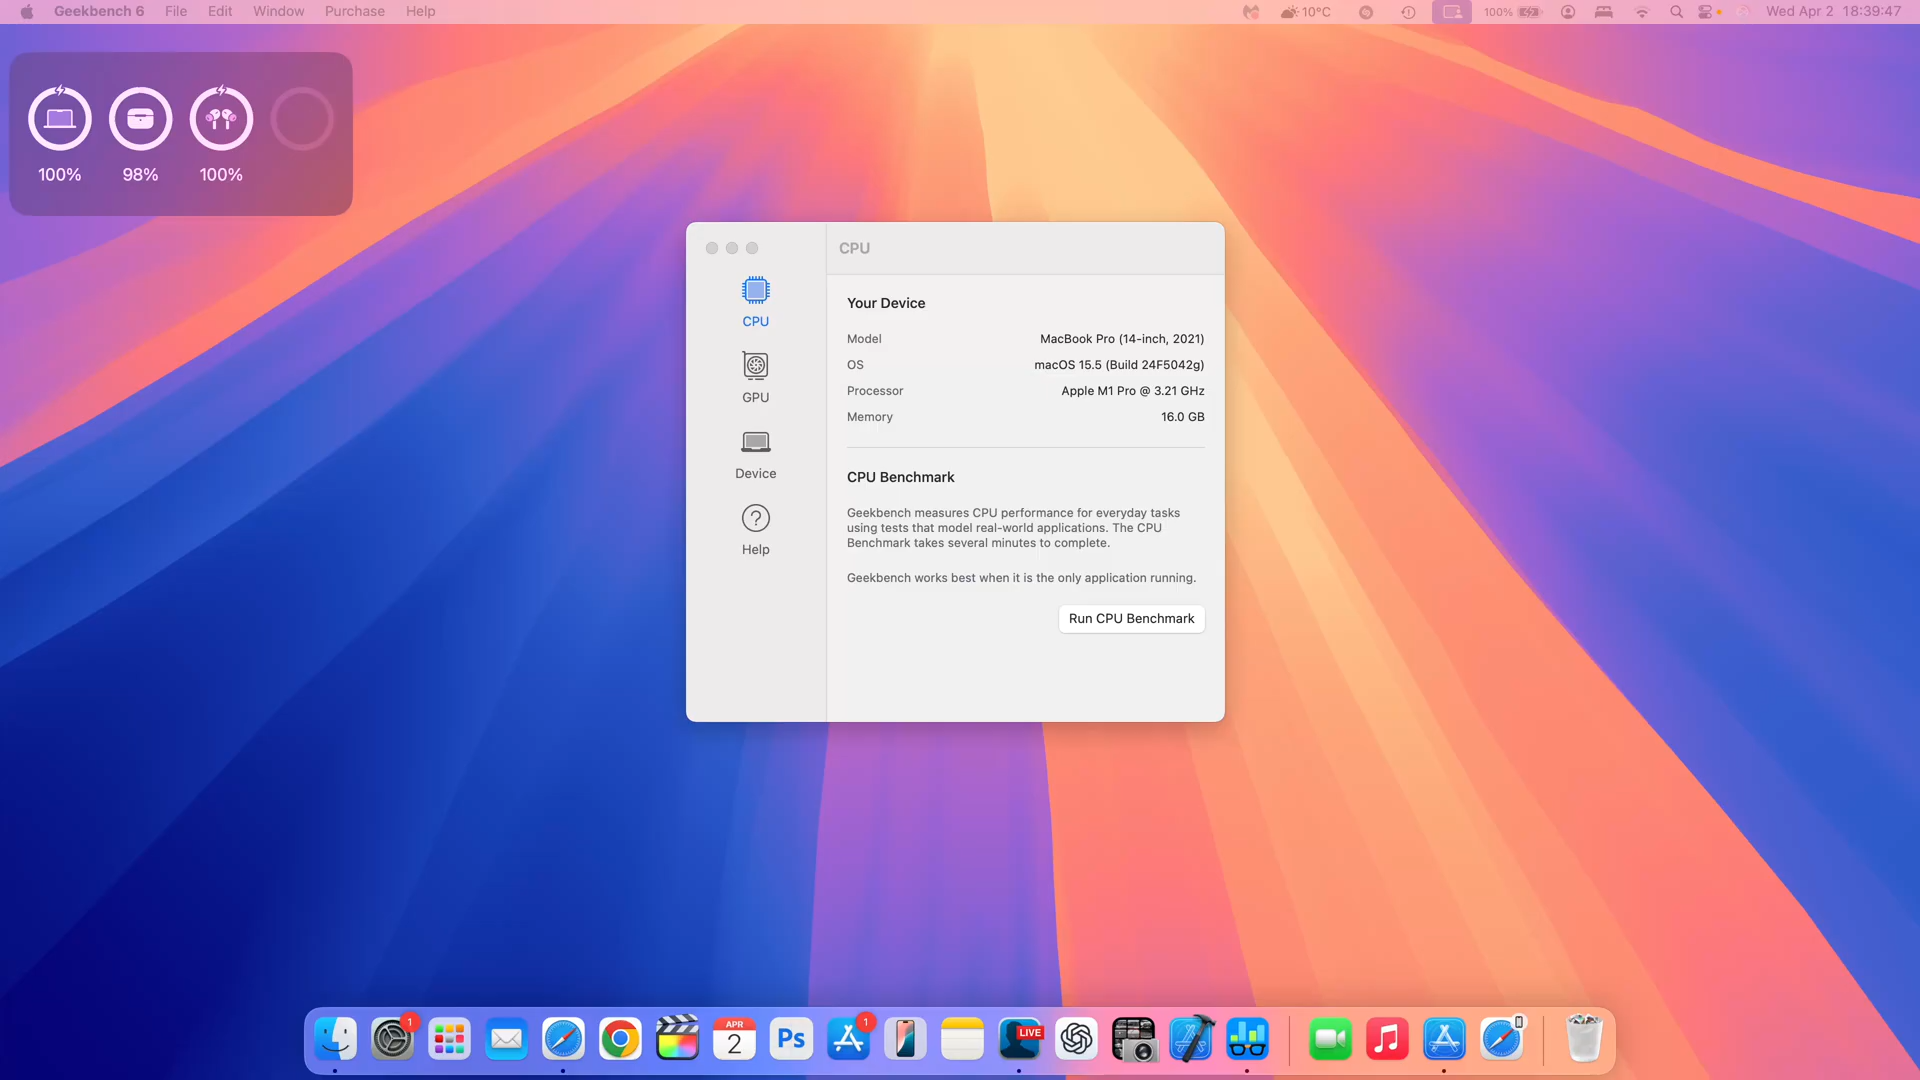 Geekbench 6 File Edit Window Purchase Help
10°C 100% Wed Apr 2 18:39:47
100% 98% 100%
CPU
CPU
GPU
Device
Help
Your Device
Model MacBook Pro (14-inch, 2021)
OS macOS 15.5 (Build 24F5042g)
Processor Apple M1 Pro @ 3.21 GHz
Memory 16.0 GB
CPU Benchmark
Geekbench measures CPU performance for everyday tasks
using tests that model real-world applications. The CPU
Benchmark takes several minutes to complete.
Geekbench works best when it is the only application running.
Run CPU Benchmark
1
APR
2
Ps
1
LIVE